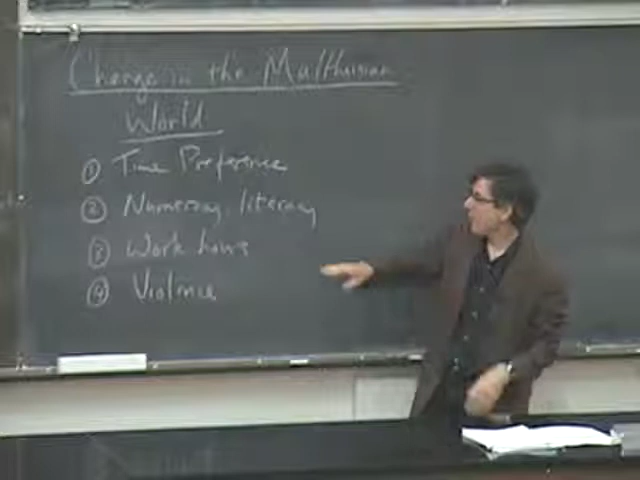 Change in the Malthusian
World
① Time Preference
② Numeracy, literacy
③ Work hours
④ Violence